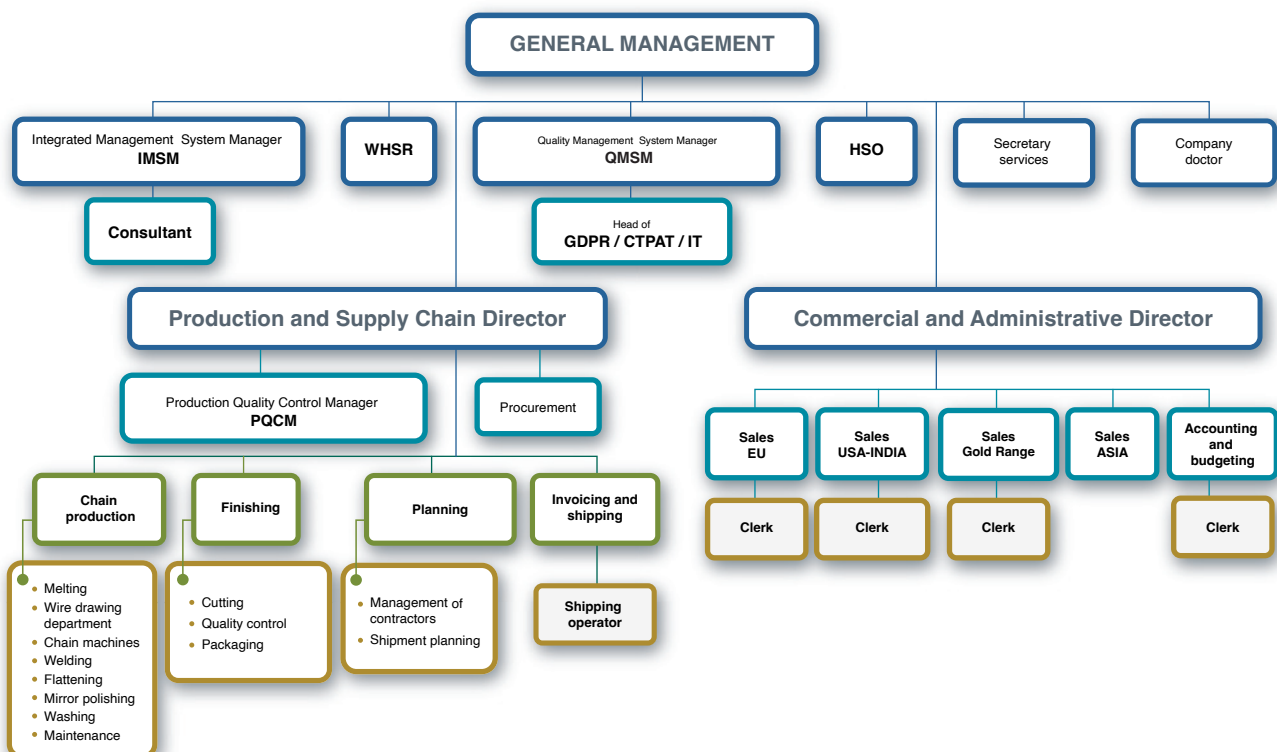 GENERAL MANAGEMENT
Integrated Management System Manager
IMSM
WHSR
Quality Management System Manager
QMSM
HSO
Secretary
services
Company
doctor
Consultant
Head of
GDPR / CTPAT / IT
Production and Supply Chain Director
Commercial and Administrative Director
Production Quality Control Manager
PQCM
Procurement
Sales
EU
Sales
USA-INDIA
Sales
Gold Range
Sales
ASIA
Accounting
and
budgeting
Chain
production
Finishing
Planning
Invoicing and
shipping
Clerk
Clerk
Clerk
Clerk
• Melting
• Wire drawing
department
• Chain machines
• Welding
• Flattening
• Mirror polishing
• Washing
• Maintenance
• Cutting
• Quality control
• Packaging
• Management of
contractors
• Shipment planning
Shipping
operator